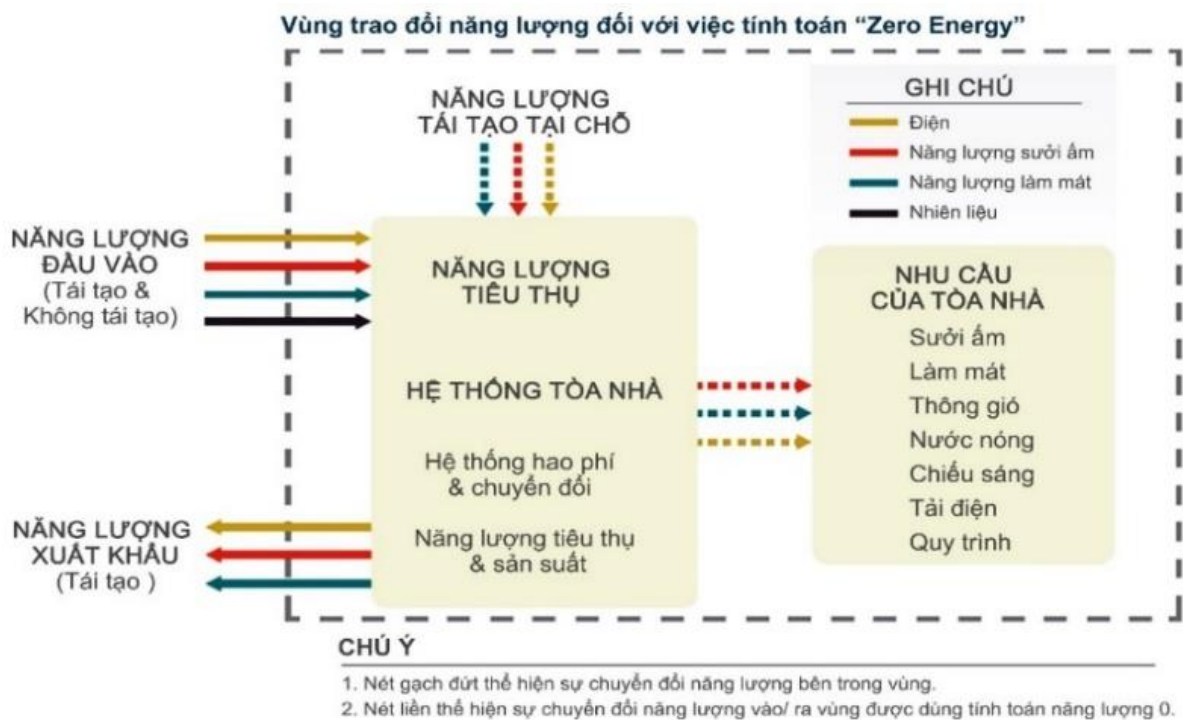 Vùng trao đổi năng lượng đối với việc tính toán “Zero Energy”
NĂNG LƯỢNG
TÁI TẠO TẠI CHỖ
GHI CHÚ
Điện
Năng lượng sưởi ấm
Năng lượng làm mát
Nhiên liệu
NĂNG LƯỢNG
ĐẦU VÀO
(Tái tạo &
Không tái tạo)
NĂNG LƯỢNG
TIÊU THỤ
HỆ THỐNG TÒA NHÀ
Hệ thống hao phí
& chuyển đổi
Năng lượng tiêu thụ
& sản suất
NHU CẦU
CỦA TÒA NHÀ
Sưởi ấm
Làm mát
Thông gió
Nước nóng
Chiếu sáng
Tải điện
Quy trình
NĂNG LƯỢNG
XUẤT KHẨU
(Tái tạo )
CHÚ Ý
1. Nét gạch đứt thể hiện sự chuyển đổi năng lượng bên trong vùng.
2. Nét liền thể hiện sự chuyển đổi năng lượng vào/ ra vùng được dùng tính toán năng lượng 0.